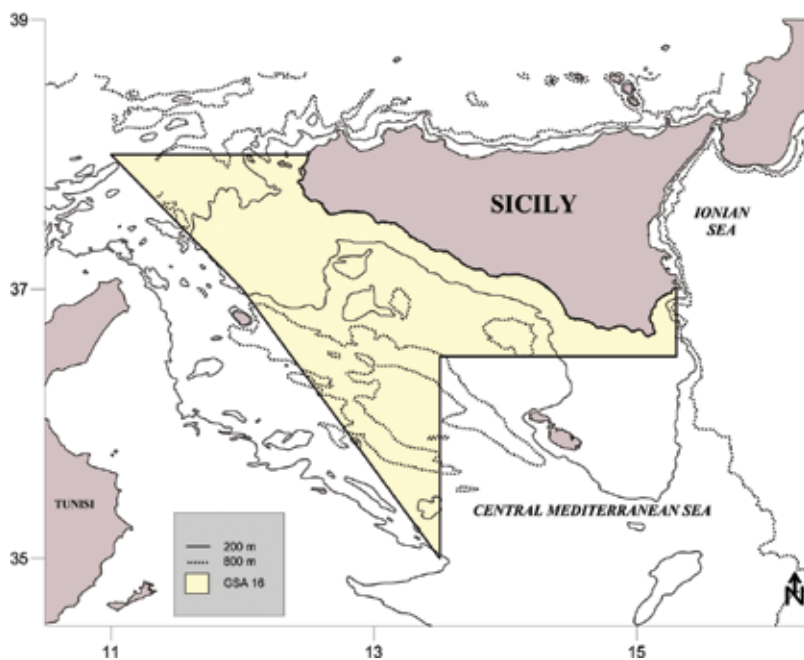 39
SICILY
IONIAN
SEA
37
TUNISI
CENTRAL MEDITERRANEAN SEA
200 m
800 m
GSA 16
35
N
11
13
15